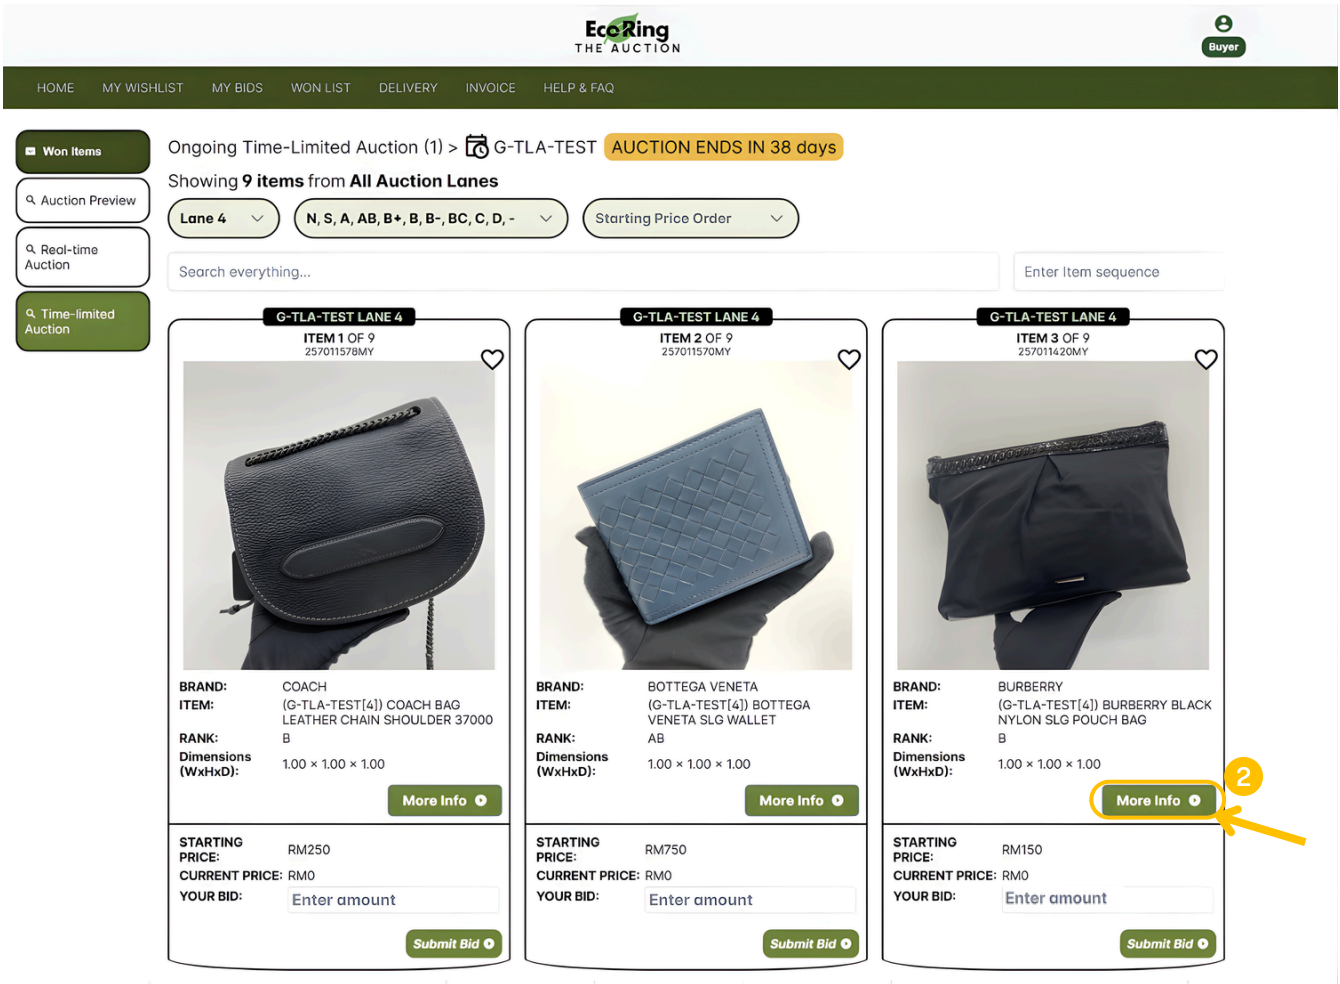 EcoRing
THE AUCTION
Buyer
HOME MY WISHLIST MY BIDS WON LIST DELIVERY INVOICE HELP & FAQ
Won Items
Auction Preview
Real-time
Auction
Time-limited
Auction
Ongoing Time-Limited Auction (1) > G-TLA-TEST AUCTION ENDS IN 38 days
Showing 9 items from All Auction Lanes
Lane 4 N, S, A, AB, B+, B, B-, BC, C, D, - Starting Price Order
Search everything... Enter Item sequence
G-TLA-TEST LANE 4
ITEM 1 OF 9
257011578MY
BRAND: COACH
ITEM: (G-TLA-TEST[4]) COACH BAG
LEATHER CHAIN SHOULDER 37000
RANK: B
Dimensions
(WxHxD): 1.00 × 1.00 × 1.00
More Info
STARTING
PRICE: RM250
CURRENT PRICE: RM0
YOUR BID: Enter amount
Submit Bid
G-TLA-TEST LANE 4
ITEM 2 OF 9
257011570MY
BRAND: BOTTEGA VENETA
ITEM: (G-TLA-TEST[4]) BOTTEGA
VENETA SLG WALLET
RANK: AB
Dimensions
(WxHxD): 1.00 × 1.00 × 1.00
More Info
STARTING
PRICE: RM750
CURRENT PRICE: RM0
YOUR BID: Enter amount
Submit Bid
G-TLA-TEST LANE 4
ITEM 3 OF 9
257011420MY
BRAND: BURBERRY
ITEM: (G-TLA-TEST[4]) BURBERRY BLACK
NYLON SLG POUCH BAG
RANK: B
Dimensions
(WxHxD): 1.00 × 1.00 × 1.00
2
More Info
STARTING
PRICE: RM150
CURRENT PRICE: RM0
YOUR BID: Enter amount
Submit Bid